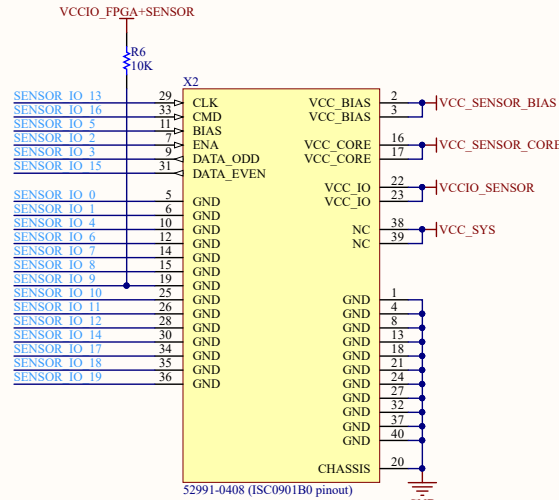 VCCIO_FPGA+SENSOR
R6
10K
X2
SENSOR_IO_13 29 CLK
SENSOR_IO_16 33 CMD
SENSOR_IO_5 11 BIAS
SENSOR_IO_2 7 ENA
SENSOR_IO_3 9 DATA_ODD
SENSOR_IO_15 31 DATA_EVEN
SENSOR_IO_0 5 GND
SENSOR_IO_1 6 GND
SENSOR_IO_4 10 GND
SENSOR_IO_6 12 GND
SENSOR_IO_7 14 GND
SENSOR_IO_8 15 GND
SENSOR_IO_9 19 GND
SENSOR_IO_10 25 GND
SENSOR_IO_11 26 GND
SENSOR_IO_12 28 GND
SENSOR_IO_14 30 GND
SENSOR_IO_17 34 GND
SENSOR_IO_18 35 GND
SENSOR_IO_19 36 GND
VCC_BIAS 2 VCC_SENSOR_BIAS
VCC_BIAS 3
VCC_CORE 16 VCC_SENSOR_CORE
VCC_CORE 17
VCC_IO 22 VCCIO_SENSOR
VCC_IO 23
NC 38 VCC_SYS
NC 39
GND 1
GND 4
GND 8
GND 13
GND 18
GND 21
GND 24
GND 27
GND 32
GND 37
GND 40
CHASSIS 20
52991-0408 (ISC0901B0 pinout)